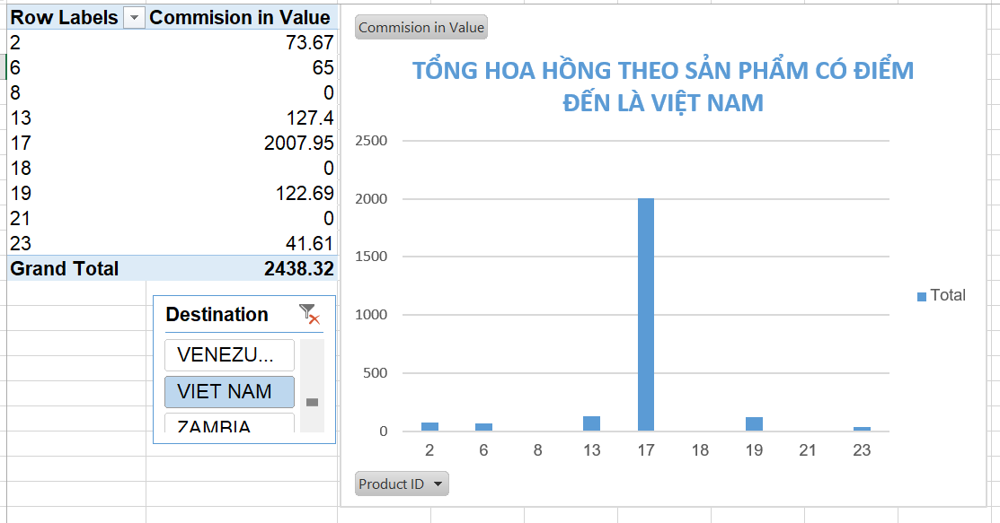 Row Labels Commision in Value
2 73.67
6 65
8 0
13 127.4
17 2007.95
18 0
19 122.69
21 0
23 41.61
Grand Total 2438.32
Destination
VENEZU...
VIET NAM
ZAMBIA
Commision in Value
TỔNG HOA HỒNG THEO SẢN PHẨM CÓ ĐIỂM
ĐẾN LÀ VIỆT NAM
2500
2000
1500
1000
500
0
2 6 8 13 17 18 19 21 23
Total
Product ID